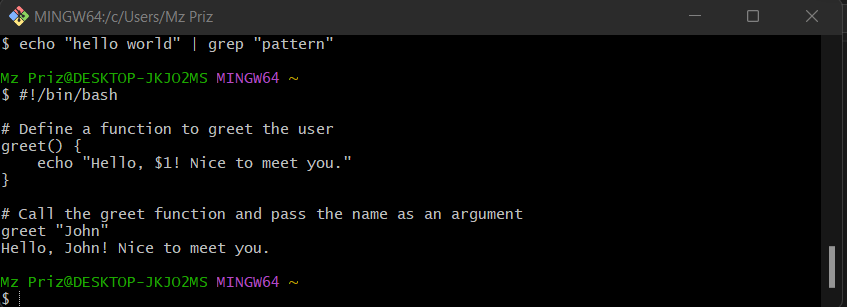 MINGW64:/c/Users/Mz Priz
$ echo "hello world" | grep "pattern"
Mz Priz@DESKTOP-JKJO2MS MINGW64 ~
$ #!/bin/bash
# Define a function to greet the user
greet() {
    echo "Hello, $1! Nice to meet you."
}
# Call the greet function and pass the name as an argument
greet "John"
Hello, John! Nice to meet you.
Mz Priz@DESKTOP-JKJO2MS MINGW64 ~
$